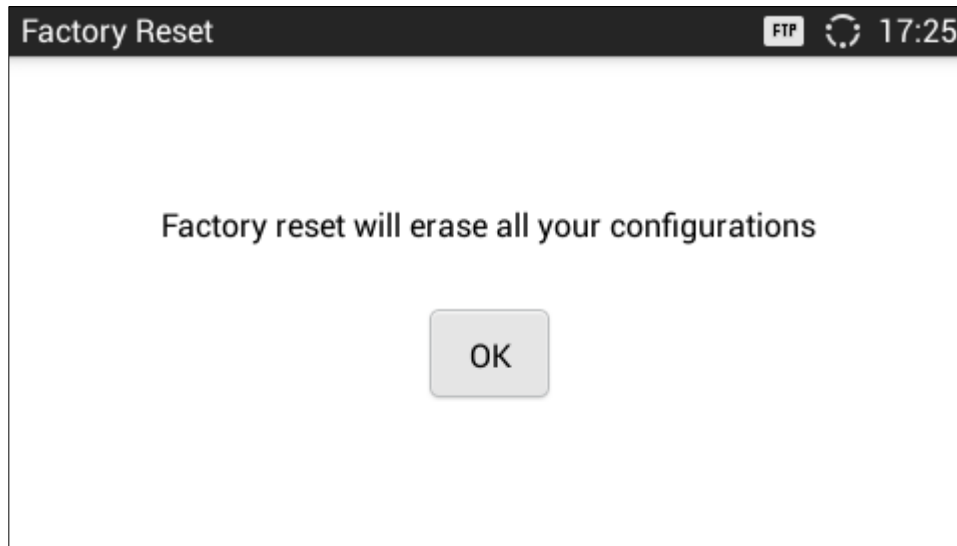 Factory Reset
FTP 17:25
Factory reset will erase all your configurations
OK